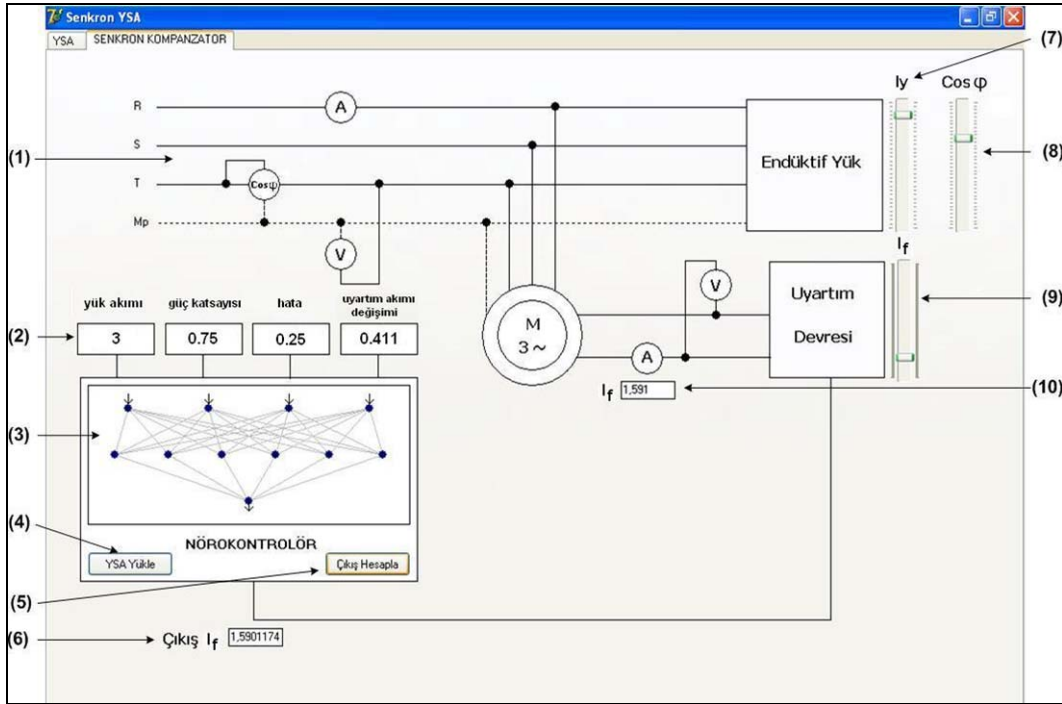 Senkron YSA
YSA SENKRON KOMPANZATOR
(7)
Iy Cos φ
R A
(1) S
Endüktif Yük (8)
T Cosφ
Mp
V
If
V
yük akımı güç katsayısı hata uyartım akımı
değişimi
Uyartım
Devresi
(9)
(2) 3 0.75 0.25 0.411
M
3 ~
A
If 1,591 (10)
(3)
(4)
NÖROKONTROLÖR
YSA Yükle Çıkış Hesapla
(5)
(6) Çıkış If 1,5901174